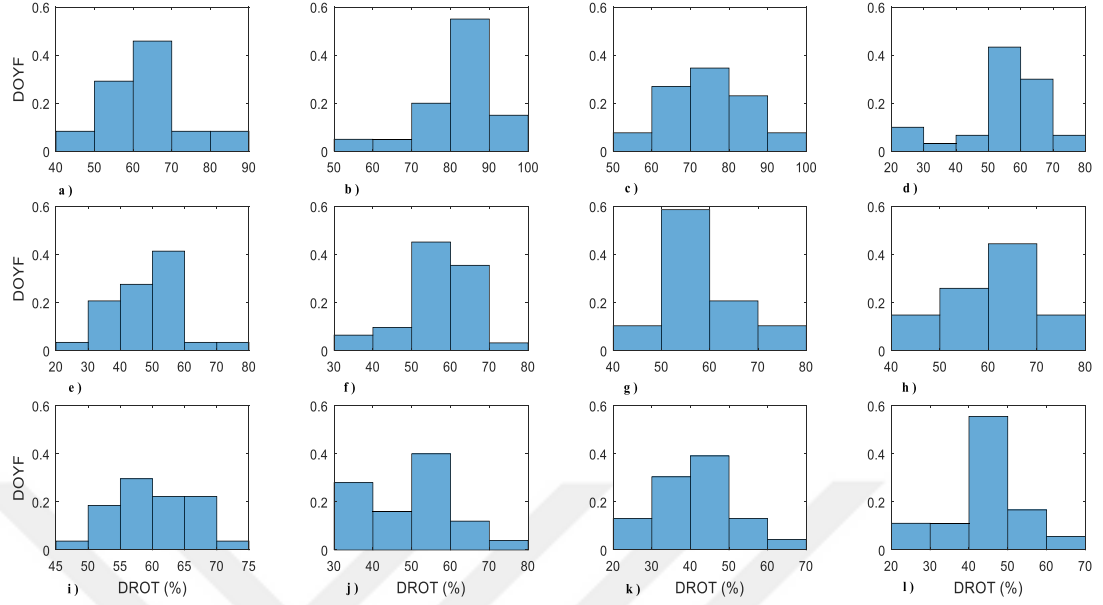 0.6 0.6 0.6 0.6
DOYF 0.4 0.4 0.4 0.4
0.2 0.2 0.2 0.2
0 0 0 0
40 50 60 70 80 90 50 60 70 80 90 100 50 60 70 80 90 100 20 30 40 50 60 70 80
a ) b ) c ) d )
0.6 0.6 0.6 0.6
DOYF 0.4 0.4 0.4 0.4
0.2 0.2 0.2 0.2
0 0 0 0
20 30 40 50 60 70 80 30 40 50 60 70 80 40 50 60 70 80 40 50 60 70 80
e ) f ) g ) h )
0.6 0.6 0.6 0.6
DOYF 0.4 0.4 0.4 0.4
0.2 0.2 0.2 0.2
0 0 0 0
45 50 55 60 65 70 75 30 40 50 60 70 80 20 30 40 50 60 70 20 30 40 50 60 70
i ) DROT (%) j ) DROT (%) k ) DROT (%) l ) DROT (%)